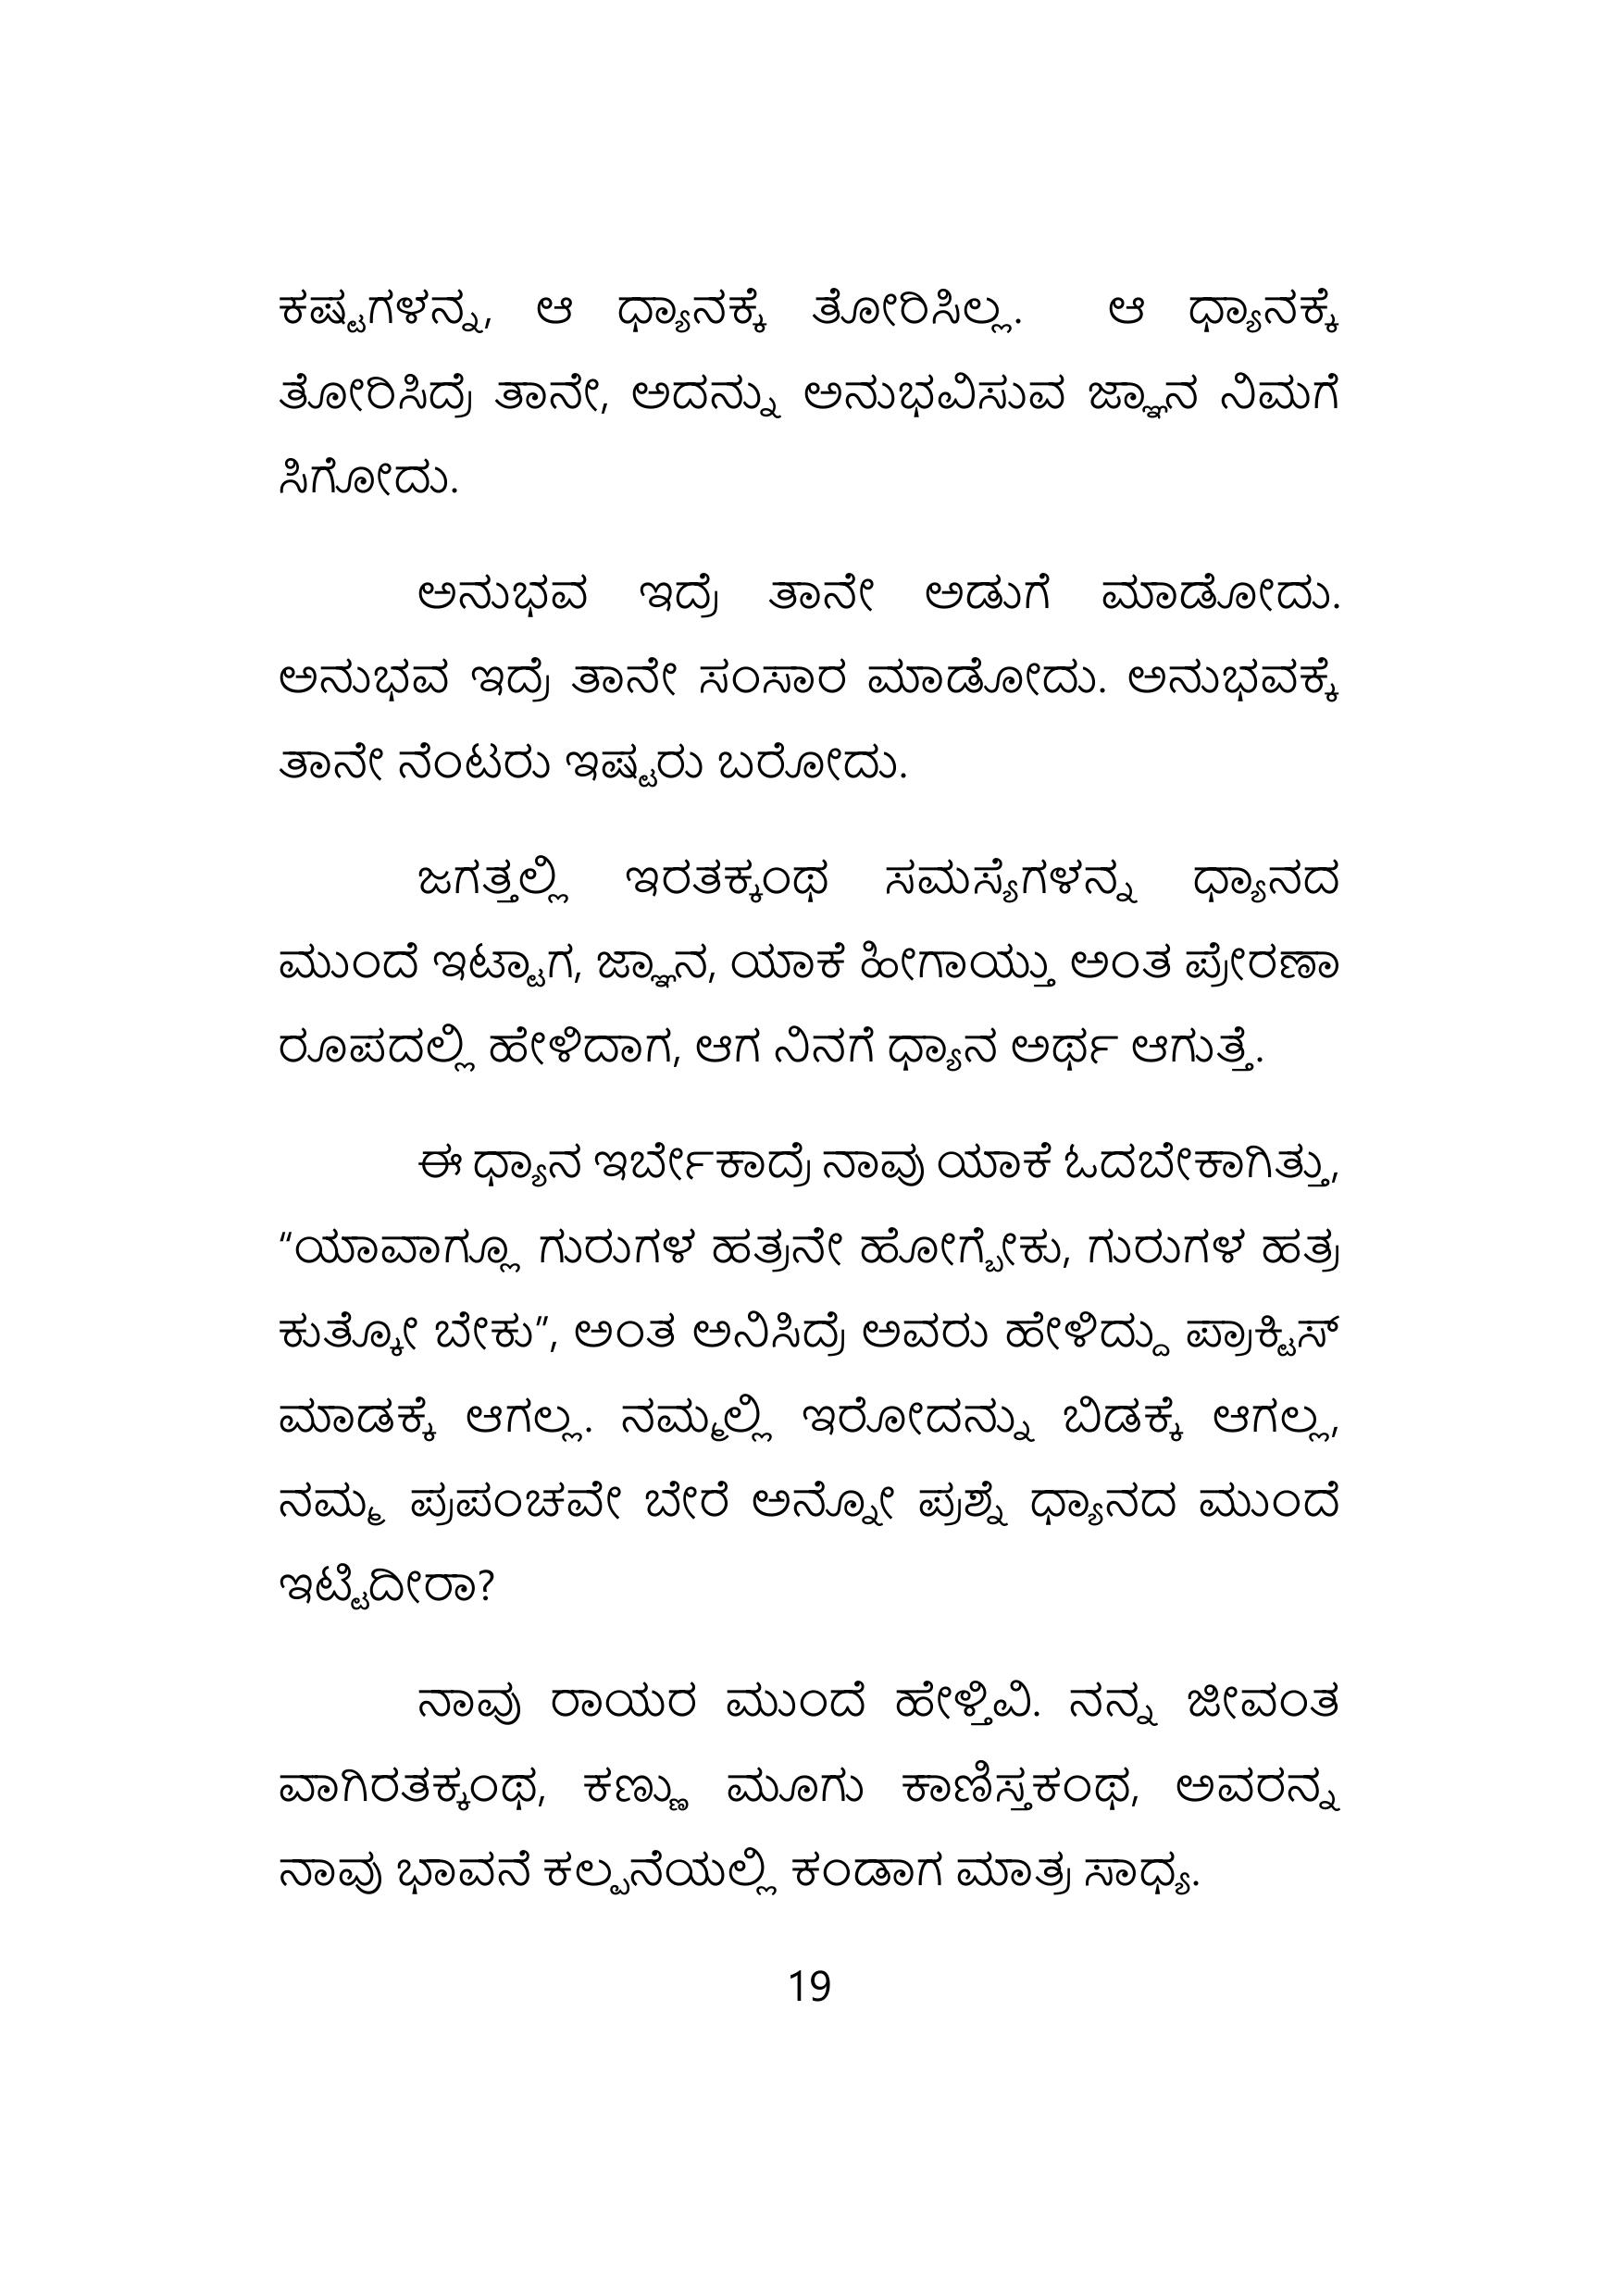 ಕಷ್ಟಗಳನ್ನ, ಆ ಧ್ಯಾನಕ್ಕೆ ತೋರಿಸಿಲ್ಲ. ಆ ಧ್ಯಾನಕ್ಕೆ
ತೋರಿಸಿದ್ರೆ ತಾನೇ, ಅದನ್ನು ಅನುಭವಿಸುವ ಜ್ಞಾನ ನಿಮಗೆ
ಸಿಗೋದು.
ಅನುಭವ ಇದ್ರೆ ತಾನೇ ಅಡುಗೆ ಮಾಡೋದು.
ಅನುಭವ ಇದ್ರೆ ತಾನೇ ಸಂಸಾರ ಮಾಡೋದು. ಅನುಭವಕ್ಕೆ
ತಾನೇ ನೆಂಟರು ಇಷ್ಟರು ಬರೋದು.
ಜಗತ್ತಲ್ಲಿ ಇರತಕ್ಕಂಥ ಸಮಸ್ಯೆಗಳನ್ನ ಧ್ಯಾನದ
ಮುಂದೆ ಇಟ್ಟಾಗ, ಜ್ಞಾನ, ಯಾಕೆ ಹೀಗಾಯ್ತು ಅಂತ ಪ್ರೇರಣಾ
ರೂಪದಲ್ಲಿ ಹೇಳಿದಾಗ, ಆಗ ನಿನಗೆ ಧ್ಯಾನ ಅರ್ಥ ಆಗುತ್ತೆ.
ಈ ಧ್ಯಾನ ಇರ್ಬೇಕಾದ್ರೆ ನಾವು ಯಾಕೆ ಓದಬೇಕಾಗಿತ್ತು,
“ಯಾವಾಗ್ಲೂ ಗುರುಗಳ ಹತ್ರನೇ ಹೋಗ್ಬೇಕು, ಗುರುಗಳ ಹತ್ರ
ಕುತ್ಕೋ ಬೇಕು”, ಅಂತ ಅನಿಸಿದ್ರೆ ಅವರು ಹೇಳಿದ್ದು ಪ್ರಾಕ್ಟಿಸ್
ಮಾಡಕ್ಕೆ ಆಗಲ್ಲ. ನಮ್ಮಲ್ಲಿ ಇರೋದನ್ನು ಬಿಡಕ್ಕೆ ಆಗಲ್ಲ,
ನಮ್ಮ ಪ್ರಪಂಚವೇ ಬೇರೆ ಅನ್ನೋ ಪ್ರಶ್ನೆ ಧ್ಯಾನದ ಮುಂದೆ
ಇಟ್ಟಿದೀರಾ?
ನಾವು ರಾಯರ ಮುಂದೆ ಹೇಳ್ತಿವಿ. ನನ್ನ ಜೀವಂತ
ವಾಗಿರತಕ್ಕಂಥ, ಕಣ್ಣು ಮೂಗು ಕಾಣಿಸ್ತಕಂಥ, ಅವರನ್ನ
ನಾವು ಭಾವನೆ ಕಲ್ಪನೆಯಲ್ಲಿ ಕಂಡಾಗ ಮಾತ್ರ ಸಾಧ್ಯ.
19